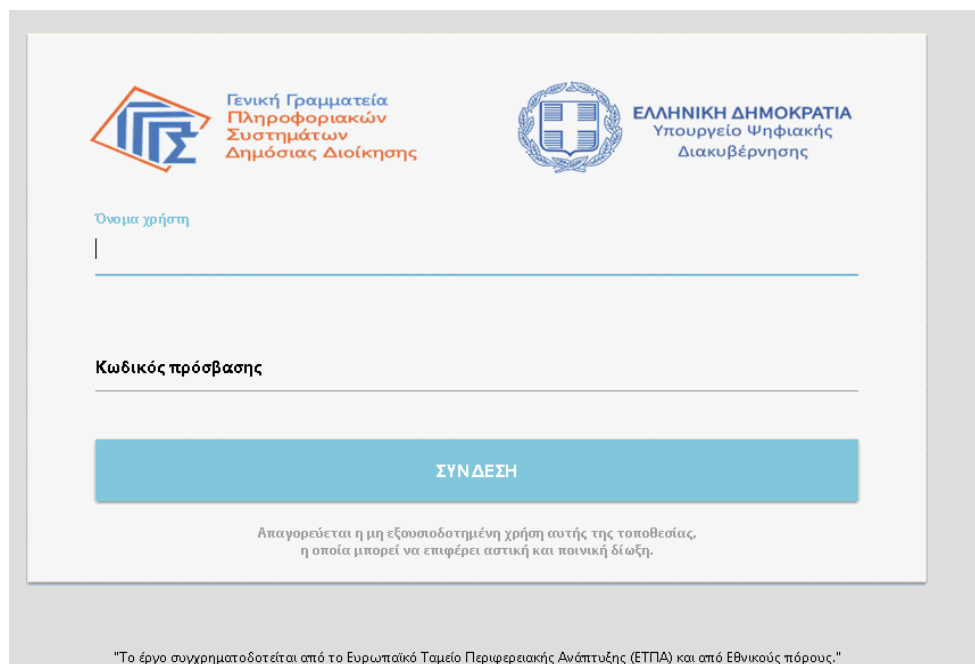 Γενική Γραμματεία
Πληροφοριακών
Συστημάτων
Δημόσιας Διοίκησης
ΕΛΛΗΝΙΚΗ ΔΗΜΟΚΡΑΤΙΑ
Υπουργείο Ψηφιακής
Διακυβέρνησης
Όνομα χρήστη
Κωδικός πρόσβασης
ΣΥΝΔΕΣΗ
Απαγορεύεται η μη εξουσιοδοτημένη χρήση αυτής της τοποθεσίας,
η οποία μπορεί να επιφέρει αστική και ποινική δίωξη.
"Το έργο συγχρηματοδοτείται από το Ευρωπαϊκό Ταμείο Περιφερειακής Ανάπτυξης (ΕΤΠΑ) και από Εθνικούς πόρους."